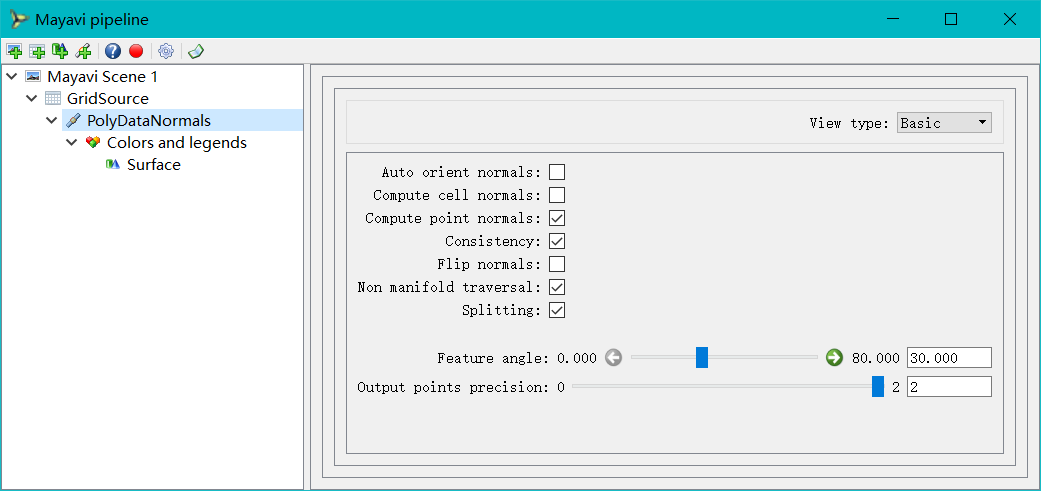 Mayavi pipeline
Mayavi Scene 1
GridSource
PolyDataNormals
Colors and legends
Surface
View type: Basic
Auto orient normals:
Compute cell normals:
Compute point normals:
Consistency:
Flip normals:
Non manifold traversal:
Splitting:
Feature angle: 0.000 80.000 30.000
Output points precision: 0 2 2